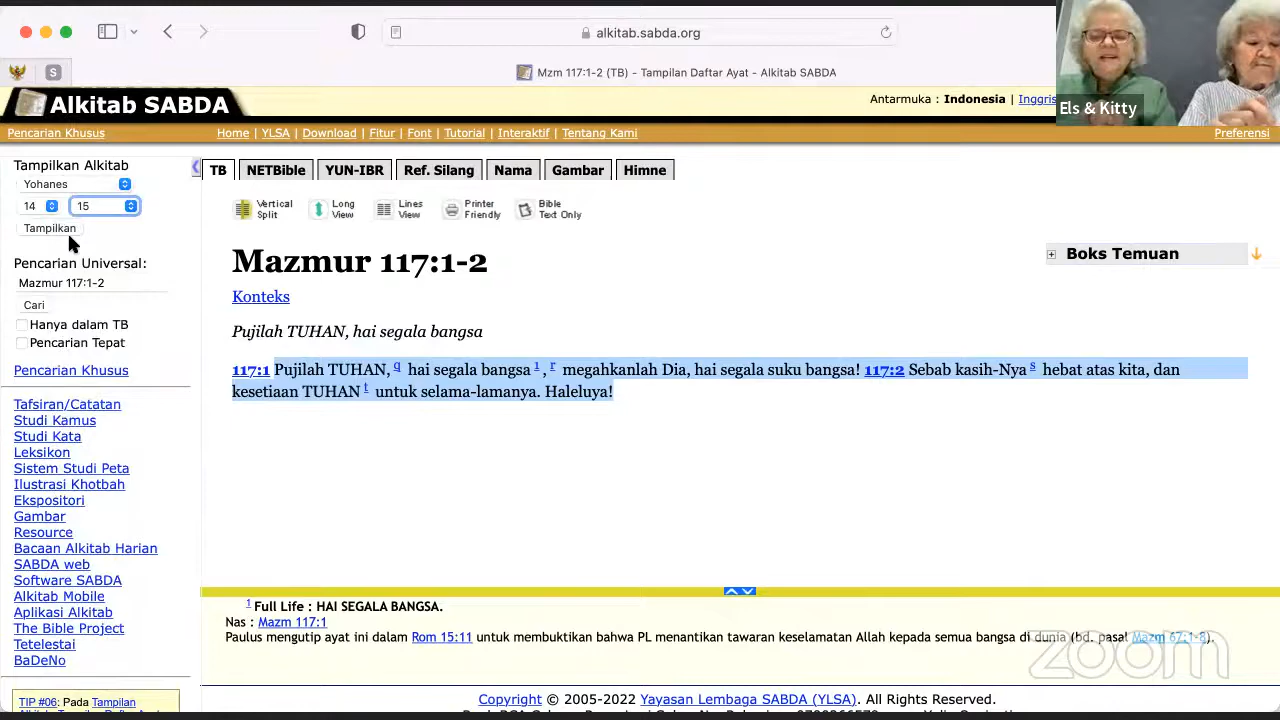 alkitab.sabda.org
S
Mzm 117:1-2 (TB) - Tampilan Daftar Ayat - Alkitab SABDA
Els & Kitty
Alkitab SABDA
Antarmuka : Indonesia | Inggris
Pencarian Khusus
Home | YLSA | Download | Fitur | Font | Tutorial | Interaktif | Tentang Kami
Preferensi
Tampilkan Alkitab
Yohanes
14 15
Tampilkan
Pencarian Universal:
Mazmur 117:1-2
Cari
Hanya dalam TB
Pencarian Tepat
Pencarian Khusus
Tafsiran/Catatan
Studi Kamus
Studi Kata
Leksikon
Sistem Studi Peta
Ilustrasi Khotbah
Ekspositori
Gambar
Resource
Bacaan Alkitab Harian
SABDA web
Software SABDA
Alkitab Mobile
Aplikasi Alkitab
The Bible Project
Tetelestai
BaDeNo
TIP #06: Pada Tampilan
TB NETBible YUN-IBR Ref. Silang Nama Gambar Himne
Vertical Split
Long View
Lines View
Printer Friendly
Bible Text Only
Mazmur 117:1-2
Boks Temuan
Konteks
Pujilah TUHAN, hai segala bangsa
117:1 Pujilah TUHAN, q hai segala bangsa 1 , r megahkanlah Dia, hai segala suku bangsa! 117:2 Sebab kasih-Nya s hebat atas kita, dan
kesetiaan TUHAN t untuk selama-lamanya. Haleluya!
1 Full Life : HAI SEGALA BANGSA.
Nas : Mazm 117:1
Paulus mengutip ayat ini dalam Rom 15:11 untuk membuktikan bahwa PL menantikan tawaran keselamatan Allah kepada semua bangsa di dunia (bd. pasal Mazm 67:1-8).
zoom
Copyright © 2005-2022 Yayasan Lembaga SABDA (YLSA). All Rights Reserved.